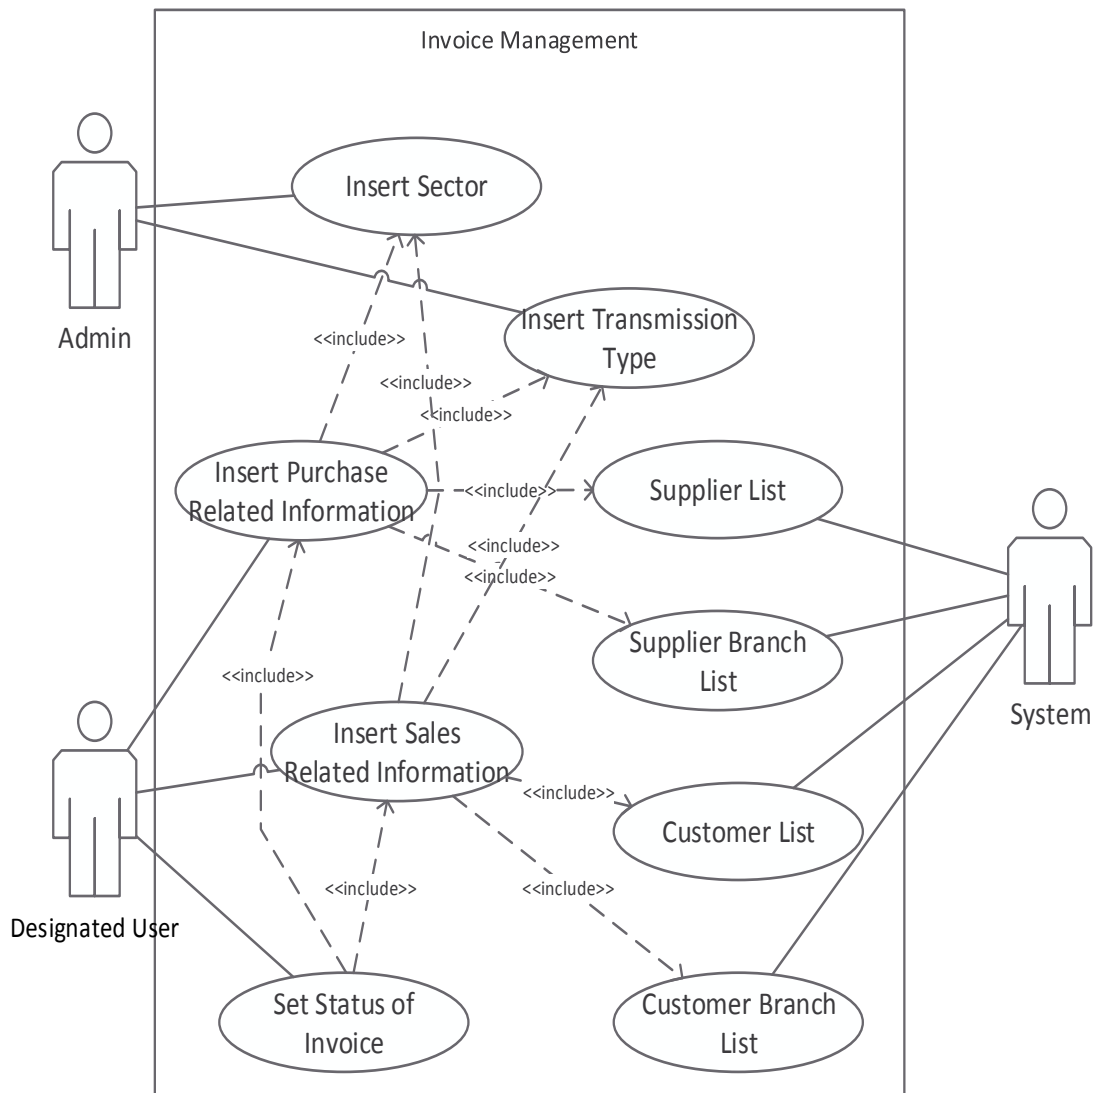 Invoice Management
Insert Sector
Admin
Insert Transmission
Type
<<include>>
<<include>>
<<include>>
Insert Purchase
Related Information
<<include>>
Supplier List
<<include>>
<<include>>
Supplier Branch
List
<<include>>
System
Insert Sales
Related Information
<<include>>
Customer List
<<include>>
<<include>>
Designated User
Set Status of
Invoice
Customer Branch
List